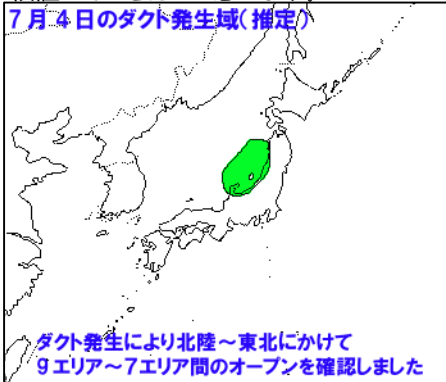 7月4日のダクト発生域(推定)
ダクト発生により北陸～東北にかけて
9エリア～7エリア間のオープンを確認しました